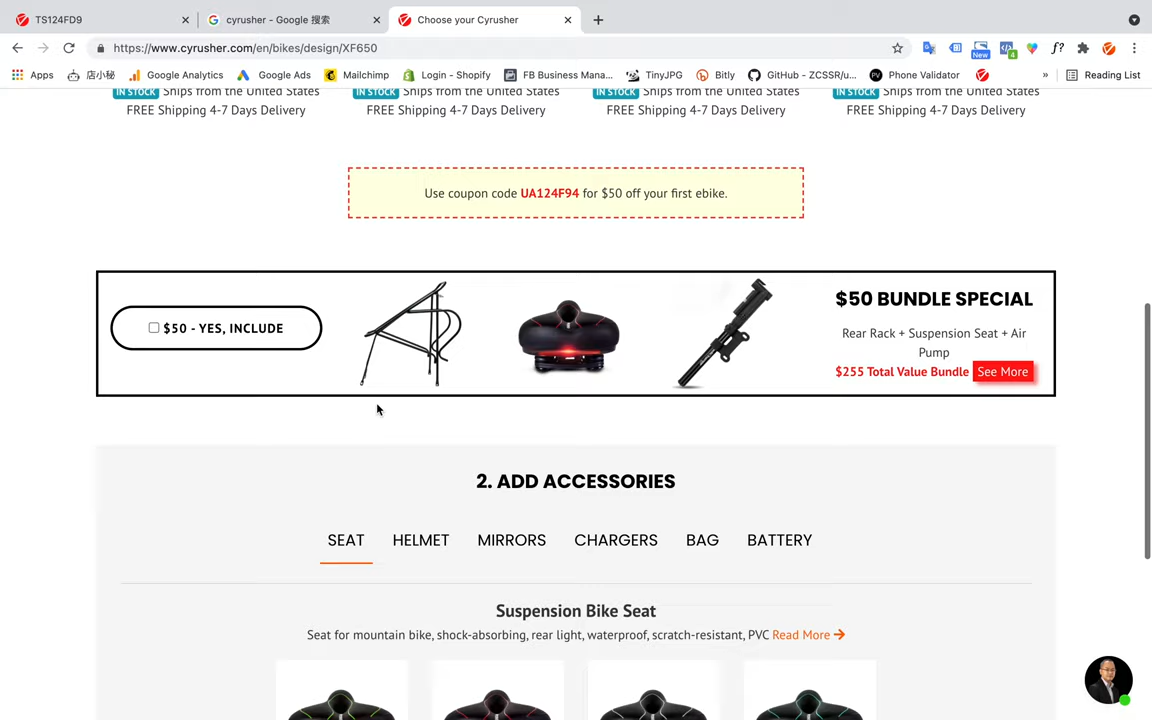 TS124FD9
cyrusher - Google 搜索
Choose your Cyrusher
https://www.cyrusher.com/en/bikes/design/XF650
New
4
f?
Apps
店小秘
Google Analytics
Google Ads
Mailchimp
Login - Shopify
FB Business Mana...
TinyJPG
Bitly
GitHub - ZCSSR/u...
PV
Phone Validator
»
Reading List
IN STOCK Ships from the United States
FREE Shipping 4-7 Days Delivery
IN STOCK Ships from the United States
FREE Shipping 4-7 Days Delivery
IN STOCK Ships from the United States
FREE Shipping 4-7 Days Delivery
IN STOCK Ships from the United States
FREE Shipping 4-7 Days Delivery
Use coupon code UA124F94 for $50 off your first ebike.
$50 - YES, INCLUDE
$50 BUNDLE SPECIAL
Rear Rack + Suspension Seat + Air
Pump
$255 Total Value Bundle See More
2. ADD ACCESSORIES
SEAT
HELMET
MIRRORS
CHARGERS
BAG
BATTERY
Suspension Bike Seat
Seat for mountain bike, shock-absorbing, rear light, waterproof, scratch-resistant, PVC Read More